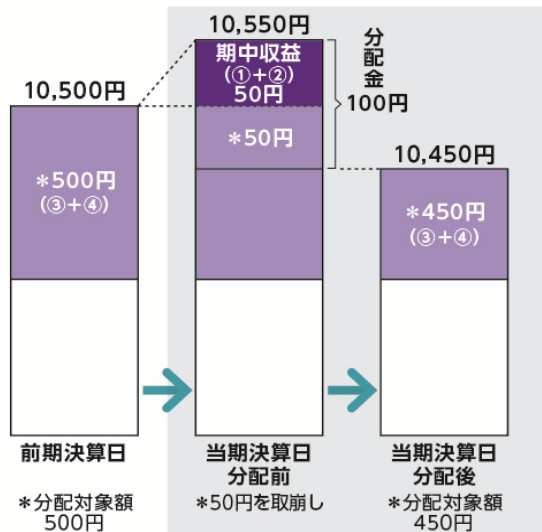 10,500円
＊500円
(③+④)
前期決算日
＊分配対象額
500円
10,550円
期中収益
(①+②)
50円
＊50円
分配金
100円
当期決算日
分配前
＊50円を取崩し
10,450円
＊450円
(③+④)
当期決算日
分配後
＊分配対象額
450円